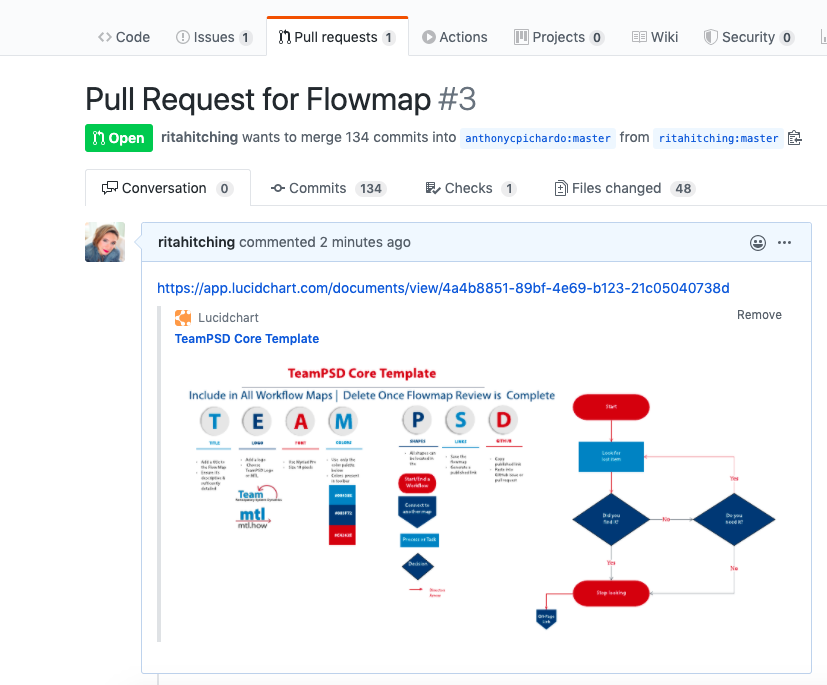 Code Issues 1 Pull requests 1 Actions Projects 0 Wiki Security 0
Pull Request for Flowmap #3
Open ritahitching wants to merge 134 commits into anthonycpichardo:master from ritahitching:master
Conversation 0 Commits 134 Checks 1 Files changed 48
ritahitching commented 2 minutes ago
https://app.lucidchart.com/documents/view/4a4b8851-89bf-4e69-b123-21c05040738d
Lucidchart
Remove
TeamPSD Core Template
TeamPSD Core Template
Include in All Workflow Maps | Delete Once Flowmap Review is Complete
T E A M P S D
TITLE LOGO FONT COLORS SHAPES LINES GITHUB
Team
mtl
mtl.how
Start/End a
Workflow
Connect to
another map
Process or Task
Decision
Start
Look for
lost item
Did you
find it?
No
Do you
need it?
Yes
Yes
No
Stop looking
Off-Page
Link